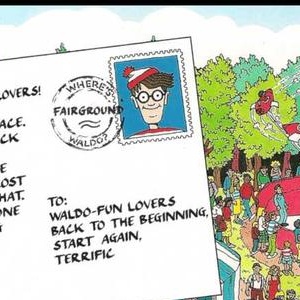 LOVERS!
WHERE'S
FAIRGROUND
WALDO?
ACE.
CK
E
OST
HAT.
ONE
G
TO:
WALDO-FUN LOVERS
BACK TO THE BEGINNING,
START AGAIN,
TERRIFIC